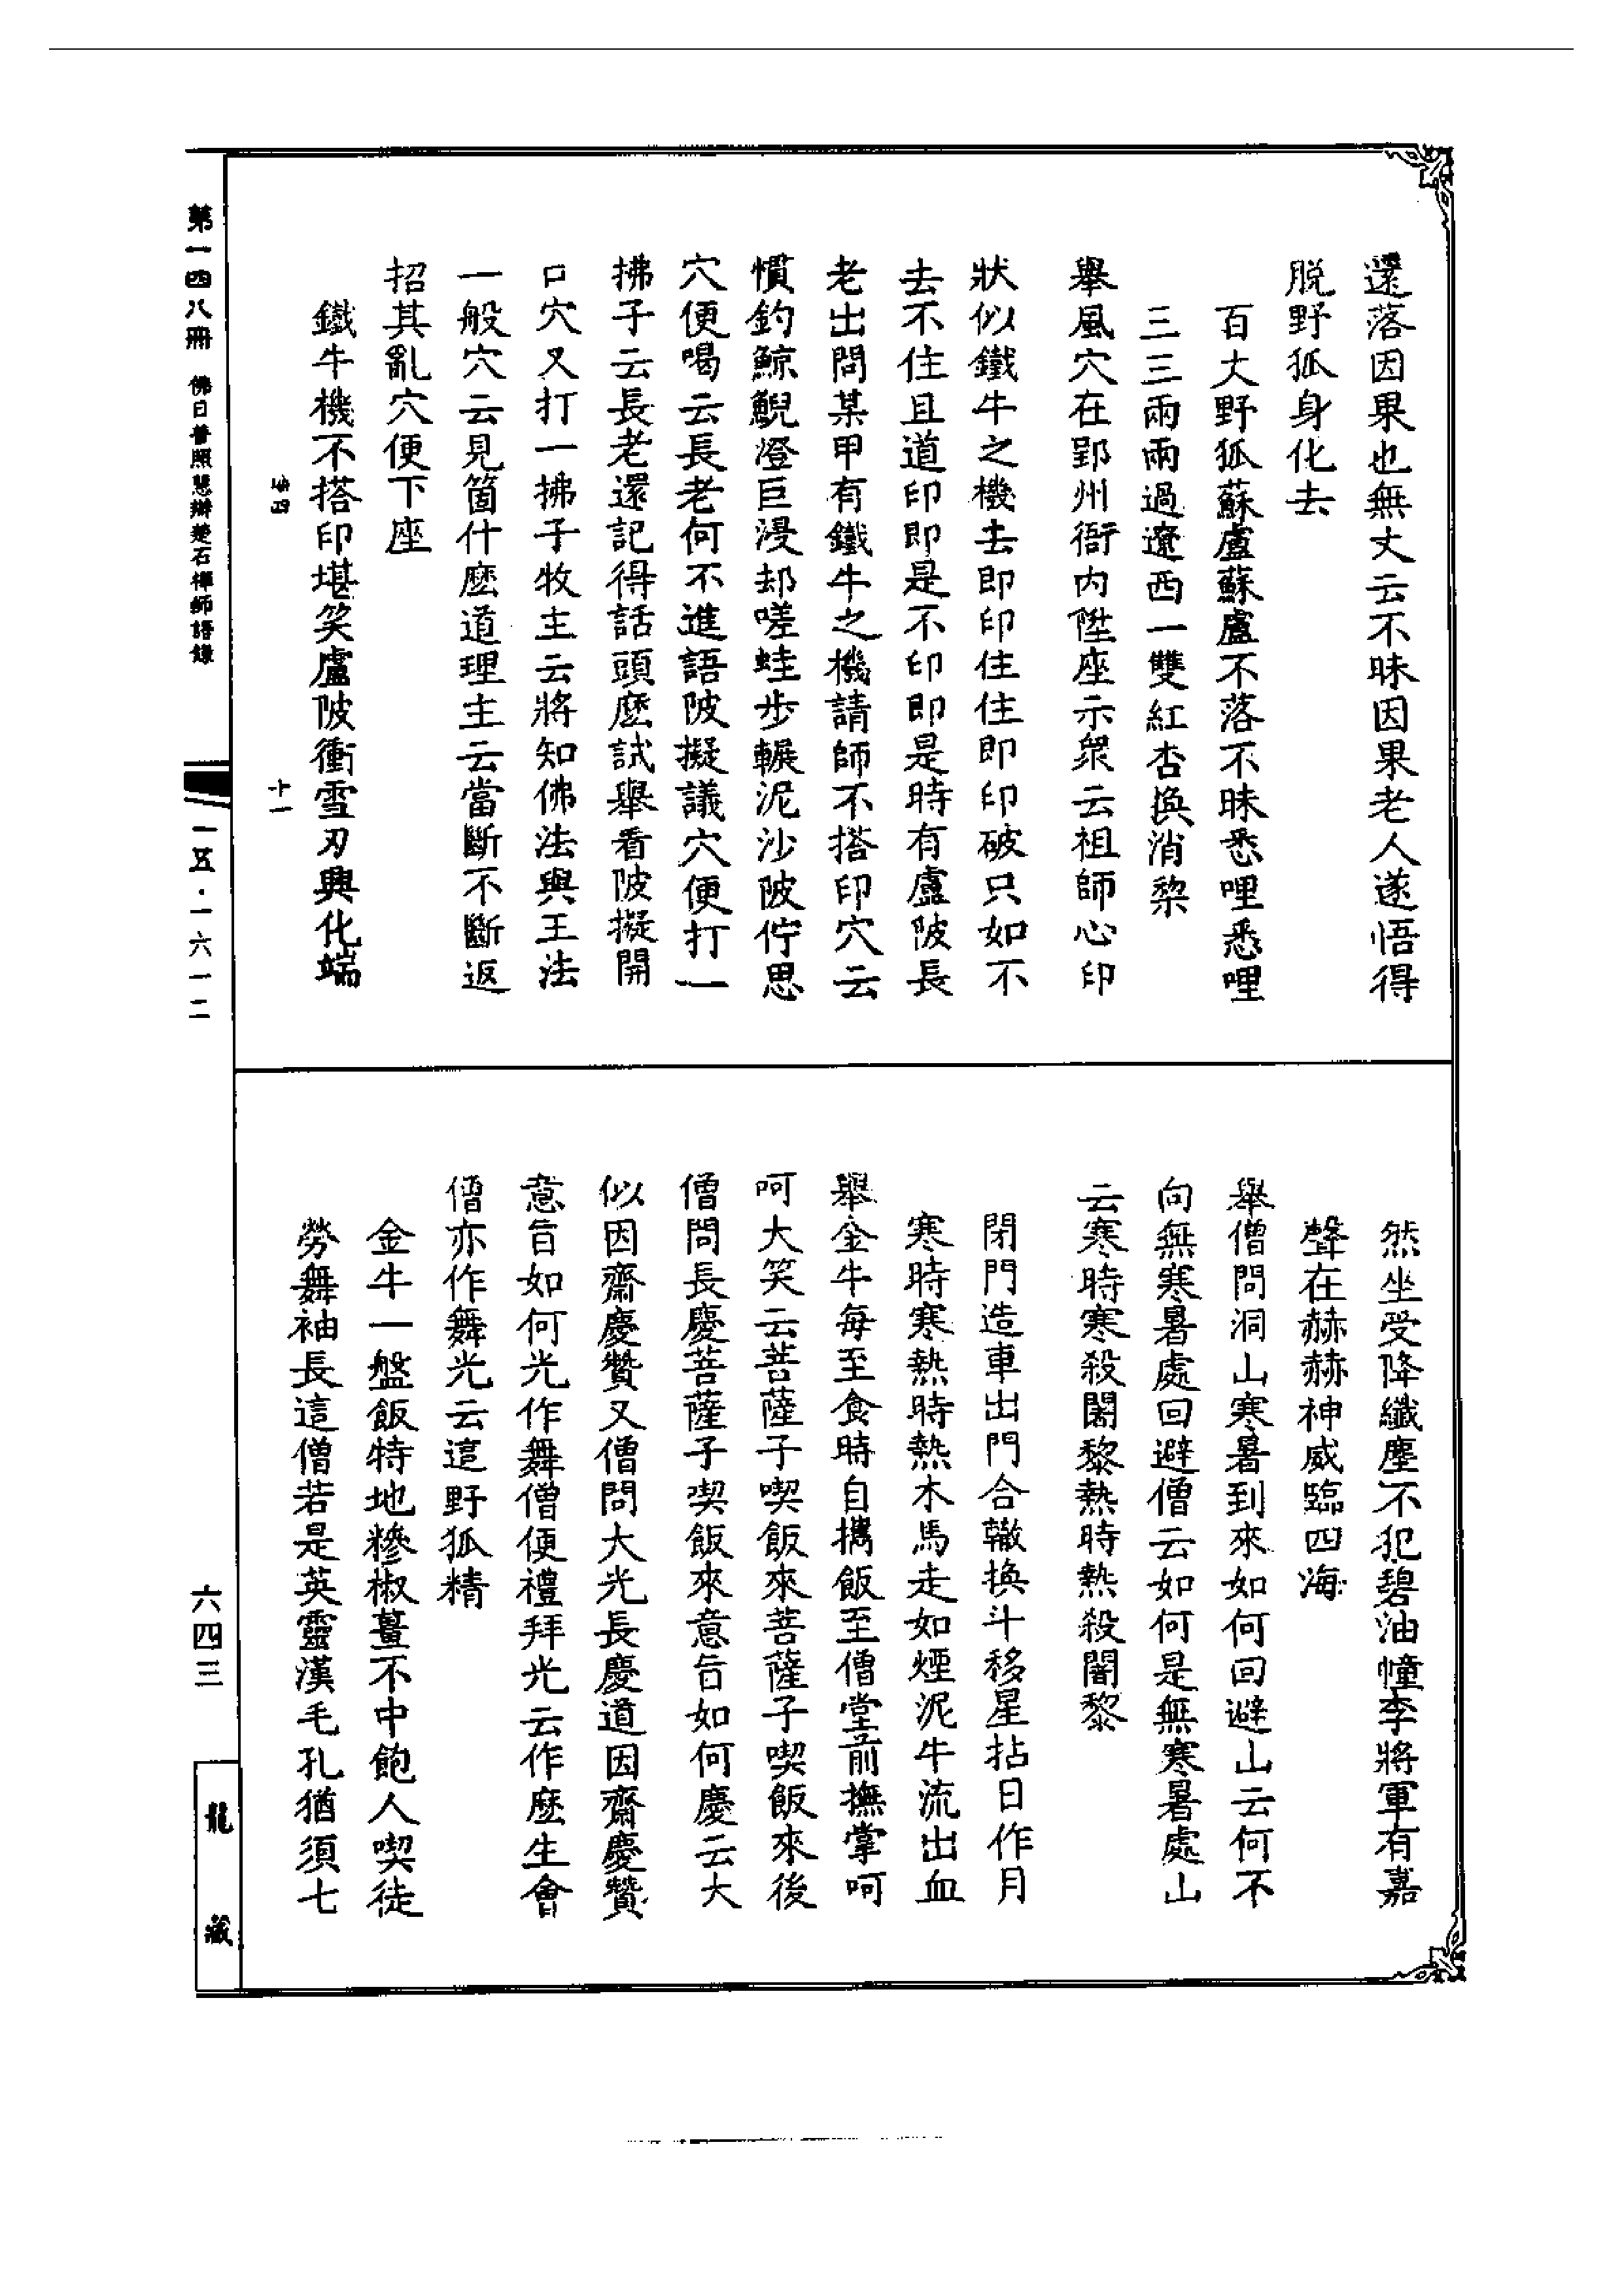 還落因果也無丈云不昧因果老人遂悟得
脱野狐身化去
百丈野狐蘇盧蘇盧不落不昧悉哩悉哩
三三兩兩過遼西一雙紅杏換消棃
舉風穴在郢州衙内陞座示衆云祖師心印
狀似鐵牛之機去即印住住即印破只如不
去不住且道印即是不印即是時有盧陂長
老出問某甲有鐵牛之機請師不搭印穴云
慣釣鯨鯢澄巨浸却嗟蛙步輾泥沙陂佇思
穴便喝云長老何不進語陂擬議穴便打一
拂子云長老還記得話頭麽試舉看陂擬開
口穴又打一拂子牧主云將知佛法與王法
一般穴云見箇什麽道理主云當斷不斷返
招其亂穴便下座
鐵牛機不搭印堪笑盧陂衝雪刃興化端
十一
然坐受降纖塵不犯碧油幢李將軍有嘉
聲在赫赫神威臨四海
舉僧問洞山寒暑到來如何回避山云何不
向無寒暑處回避僧云如何是無寒暑處山
云寒時寒殺闍黎熱時熱殺闍黎
閉門造車出門合轍換斗移星拈日作月
寒時寒熱時熱木馬走如煙泥牛流出血
舉金牛每至食時自攜飯至僧堂前撫掌呵
呵大笑云菩薩子喫飯來菩薩子喫飯來後
僧問長慶菩薩子喫飯來意旨如何慶云大
似因齋慶贊又僧問大光長慶道因齋慶贊
意旨如何光作舞僧便禮拜光云作麽生會
僧亦作舞光云這野狐精
金牛一盤飯特地糝椒薑不中飽人喫徒
勞舞袖長這僧若是英靈漢毛孔猶須七
第一四八冊 佛日普照慧辯楚石禪師語錄
一五·一六一二
六四三
龍藏